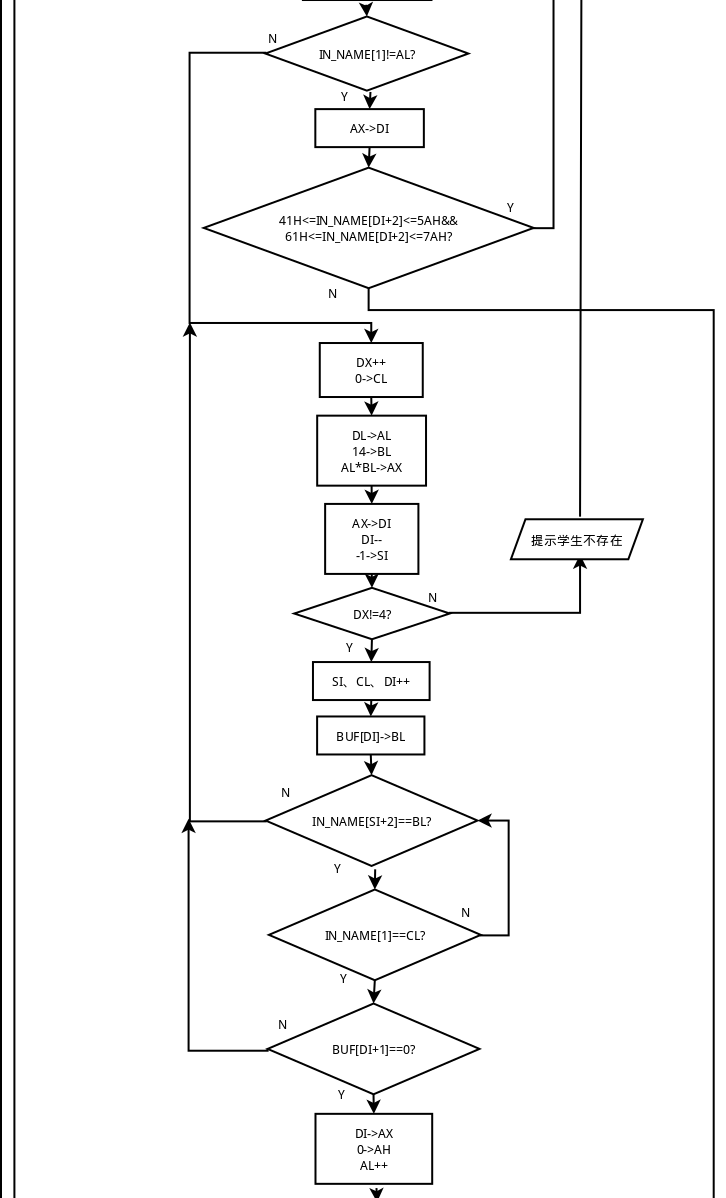 N
IN_NAME[1]!=AL?
Y
AX->DI
Y
41H<=IN_NAME[DI+2]<=5AH&&
61H<=IN_NAME[DI+2]<=7AH?
N
DX++
0->CL
DL->AL
14->BL
AL*BL->AX
AX->DI
DI--
-1->SI
提示学生不存在
N
DX!=4?
Y
SI、CL、DI++
BUF[DI]->BL
N
IN_NAME[SI+2]==BL?
Y
N
IN_NAME[1]==CL?
Y
N
BUF[DI+1]==0?
Y
DI->AX
0->AH
AL++